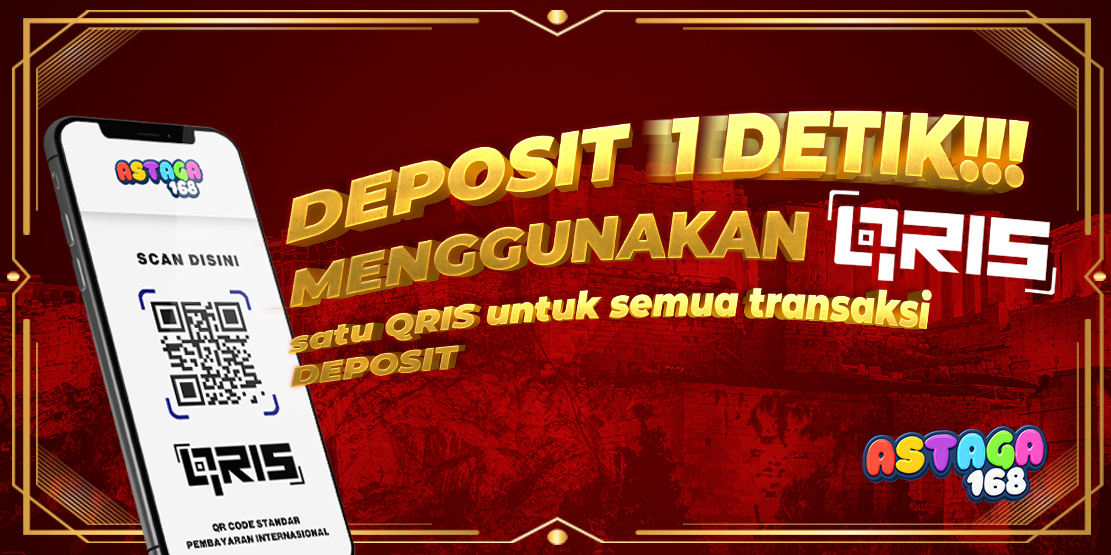 ASTAGA
168
SCAN DISINI
QRIS
QR CODE STANDAR
PEMBAYARAN INTERNASIONAL
DEPOSIT 1 DETIK!!!
MENGGUNAKAN QRIS
satu QRIS untuk semua transaksi
DEPOSIT
ASTAGA
168